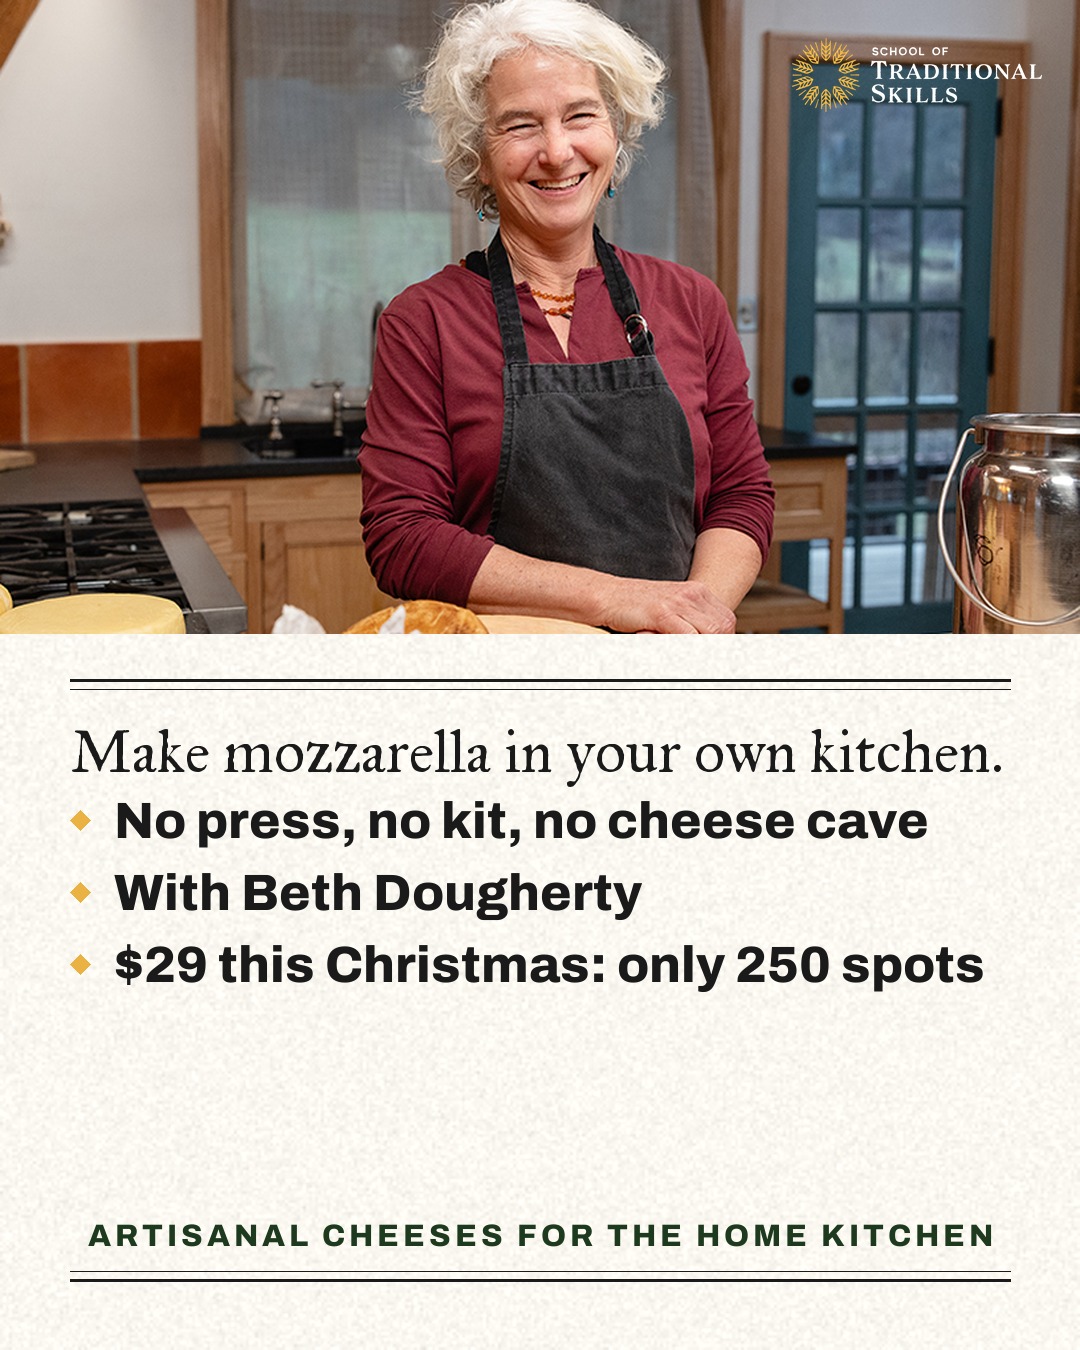 SCHOOL OF
TRADITIONAL
SKILLS
Make mozzarella in your own kitchen.
No press, no kit, no cheese cave
With Beth Dougherty
$29 this Christmas: only 250 spots
ARTISANAL CHEESES FOR THE HOME KITCHEN